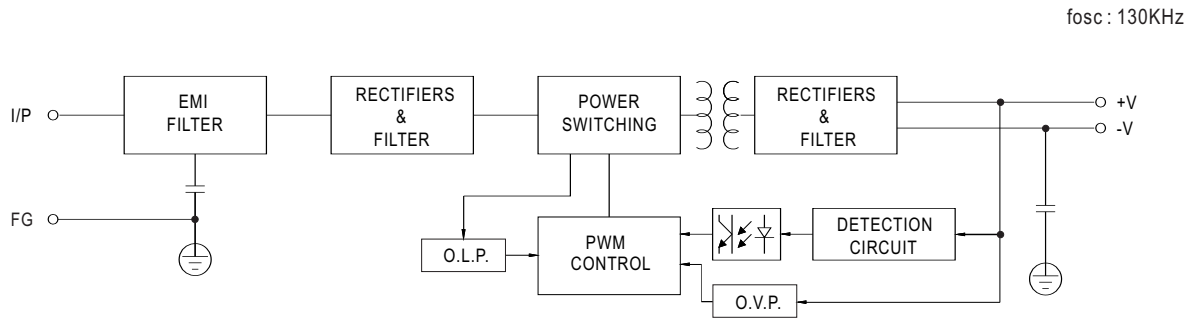 fosc : 130KHz
I/P
EMI
FILTER
RECTIFIERS
&
FILTER
POWER
SWITCHING
RECTIFIERS
&
FILTER
+V
-V
FG
O.L.P.
PWM
CONTROL
DETECTION
CIRCUIT
O.V.P.